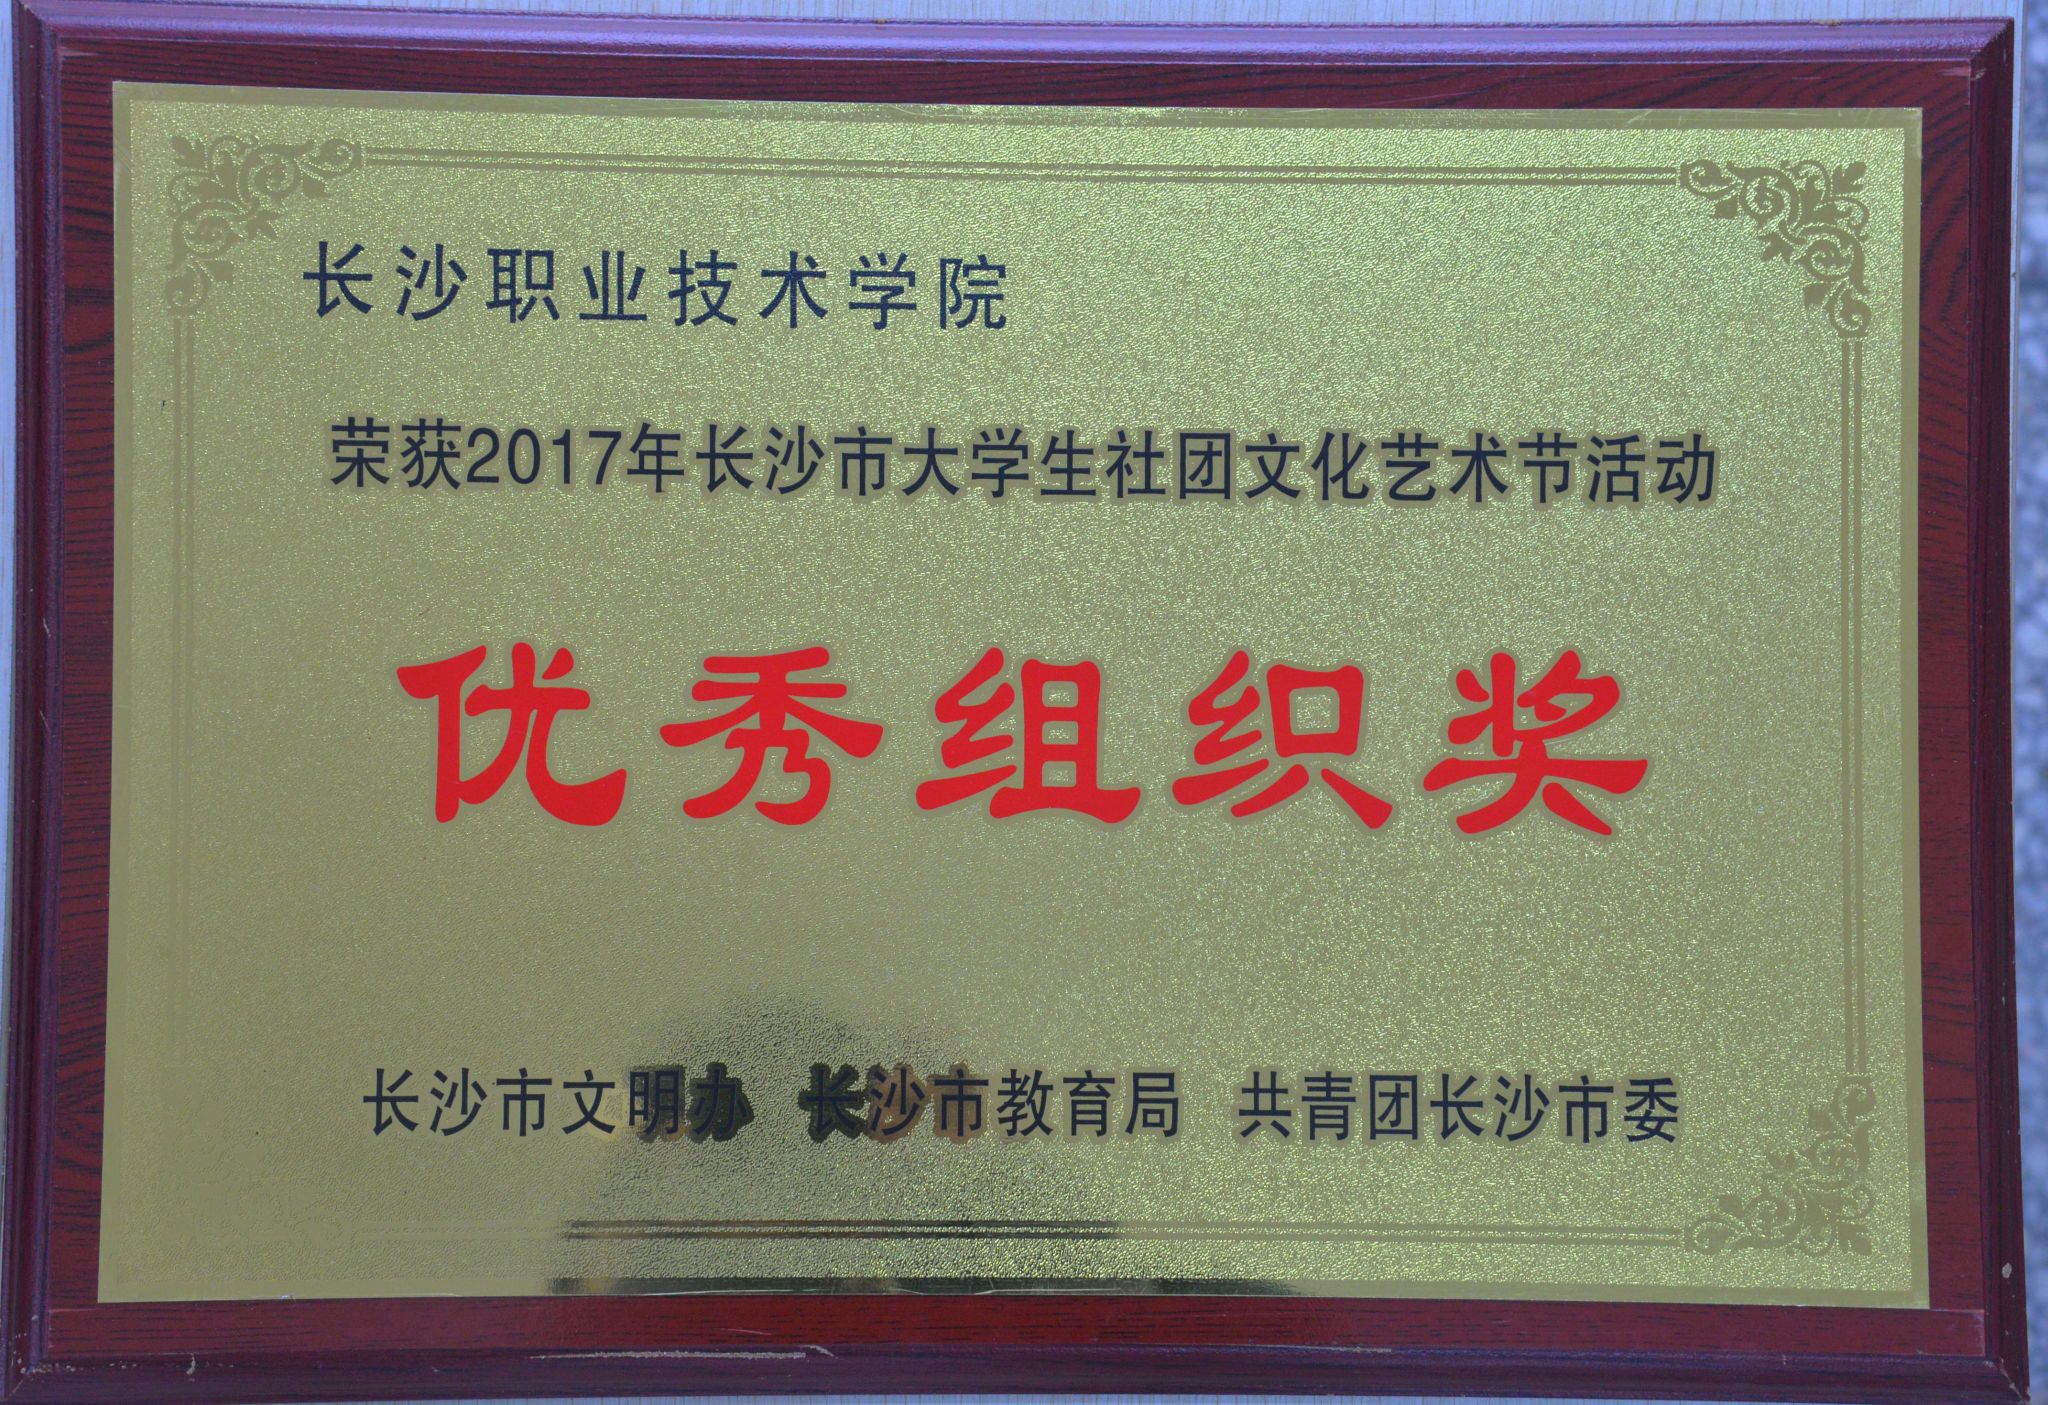 长沙职业技术学院
荣获2017年长沙市大学生社团文化艺术节活动
优秀组织奖
长沙市文明办 长沙市教育局 共青团长沙市委